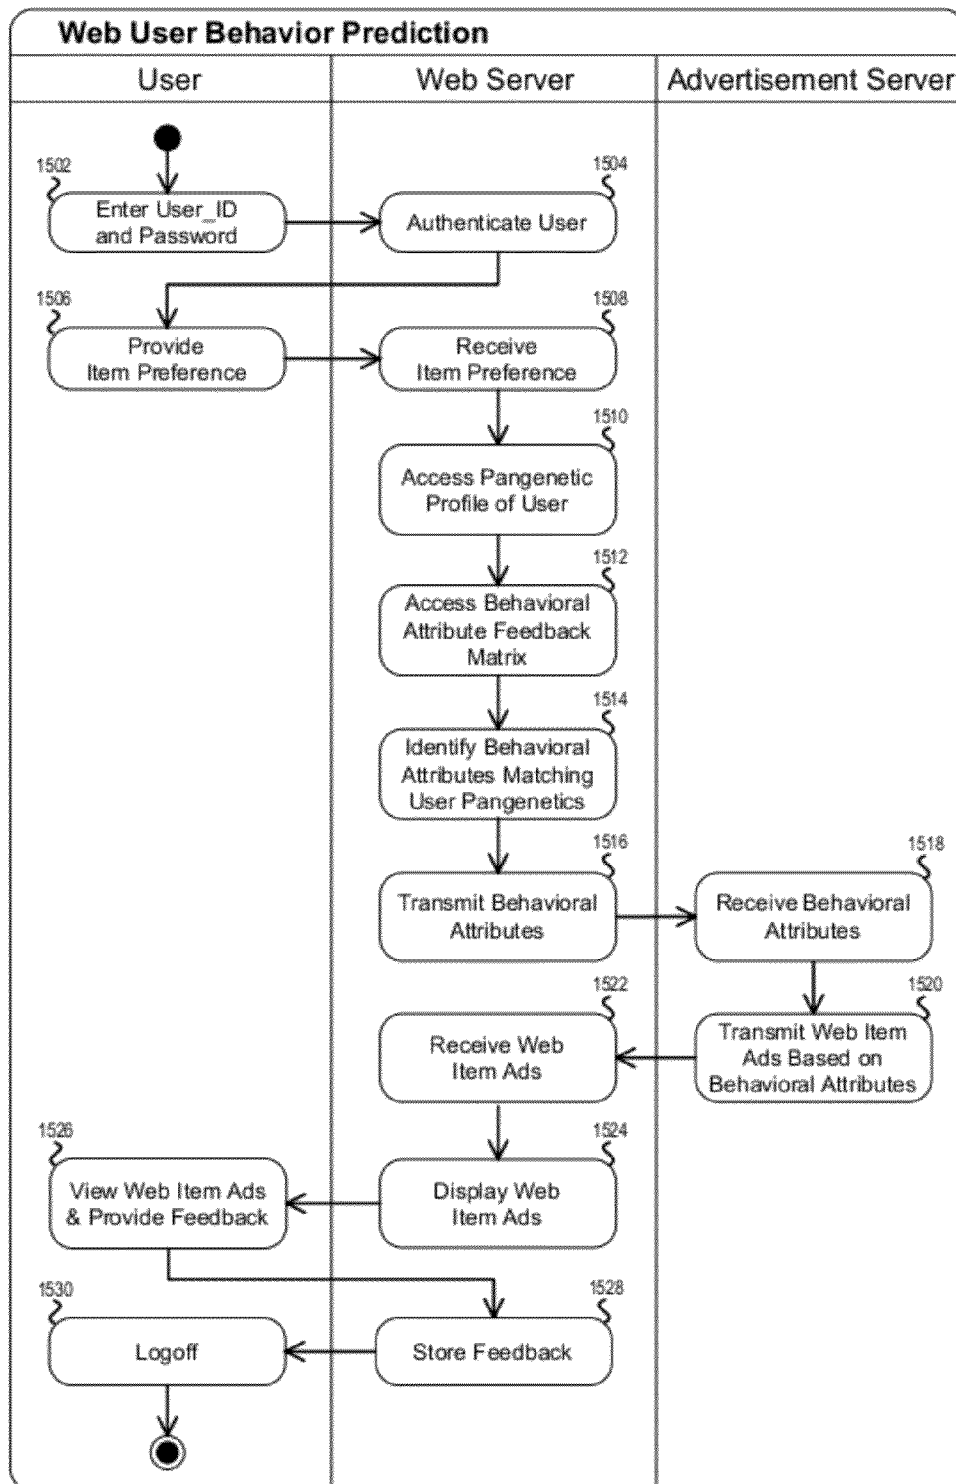 Web User Behavior Prediction
User
Web Server
Advertisement Server
1502
Enter User_ID
and Password
1504
Authenticate User
1506
Provide
Item Preference
1508
Receive
Item Preference
1510
Access Pangenetic
Profile of User
1512
Access Behavioral
Attribute Feedback
Matrix
1514
Identify Behavioral
Attributes Matching
User Pangenetics
1516
Transmit Behavioral
Attributes
1518
Receive Behavioral
Attributes
1520
Transmit Web Item
Ads Based on
Behavioral Attributes
1522
Receive Web
Item Ads
1524
Display Web
Item Ads
1526
View Web Item Ads
& Provide Feedback
1528
Store Feedback
1530
Logoff